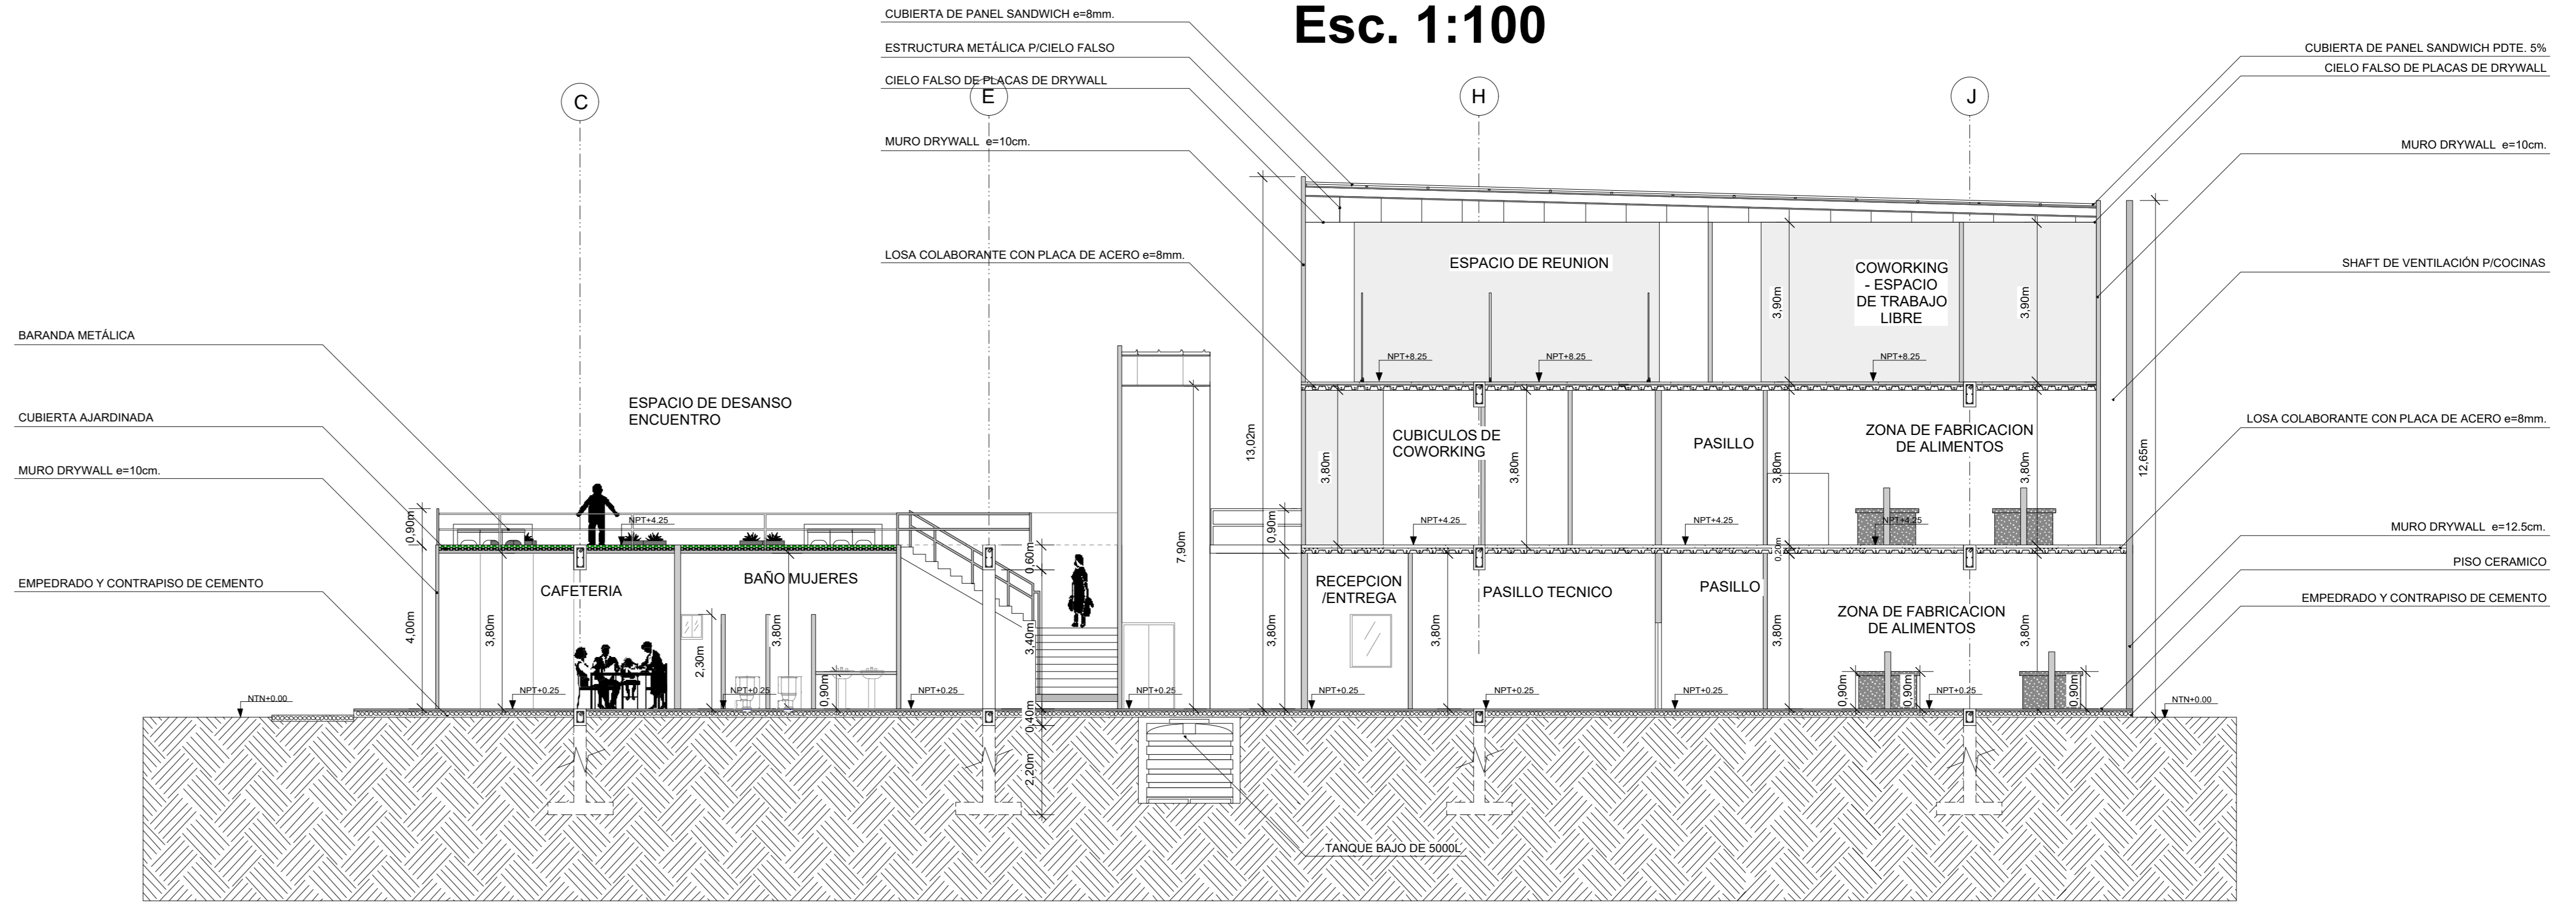 Esc. 1:100
CUBIERTA DE PANEL SANDWICH e=8mm.
ESTRUCTURA METÁLICA P/CIELO FALSO
CIELO FALSO DE PLACAS DE DRYWALL
MURO DRYWALL e=10cm.
LOSA COLABORANTE CON PLACA DE ACERO e=8mm.
CUBIERTA DE PANEL SANDWICH PDTE. 5%
CIELO FALSO DE PLACAS DE DRYWALL
MURO DRYWALL e=10cm.
SHAFT DE VENTILACIÓN P/COCINAS
LOSA COLABORANTE CON PLACA DE ACERO e=8mm.
MURO DRYWALL e=12.5cm.
PISO CERAMICO
EMPEDRADO Y CONTRAPISO DE CEMENTO
BARANDA METÁLICA
CUBIERTA AJARDINADA
MURO DRYWALL e=10cm.
EMPEDRADO Y CONTRAPISO DE CEMENTO
C
E
H
J
ESPACIO DE REUNION
COWORKING
- ESPACIO
DE TRABAJO
LIBRE
3,90m
3,90m
NPT+8.25
NPT+8.25
NPT+8.25
ESPACIO DE DESANSO
ENCUENTRO
13,02m
12,65m
CUBICULOS DE
COWORKING
PASILLO
ZONA DE FABRICACION
DE ALIMENTOS
3,80m
3,80m
3,80m
3,80m
0,90m
NPT+4.25
0,60m
7,90m
0,90m
NPT+4.25
NPT+4.25
NPT+4.25
0,20m
CAFETERIA
BAÑO MUJERES
RECEPCION
/ENTREGA
PASILLO TECNICO
PASILLO
ZONA DE FABRICACION
DE ALIMENTOS
4,00m
3,80m
2,30m
3,80m
0,90m
3,40m
3,80m
3,80m
3,80m
3,80m
0,90m
0,90m
0,90m
NTN+0.00
NPT+0.25
NPT+0.25
NPT+0.25
NPT+0.25
NPT+0.25
NPT+0.25
NPT+0.25
NPT+0.25
NTN+0.00
0,40m
2,20m
TANQUE BAJO DE 5000L